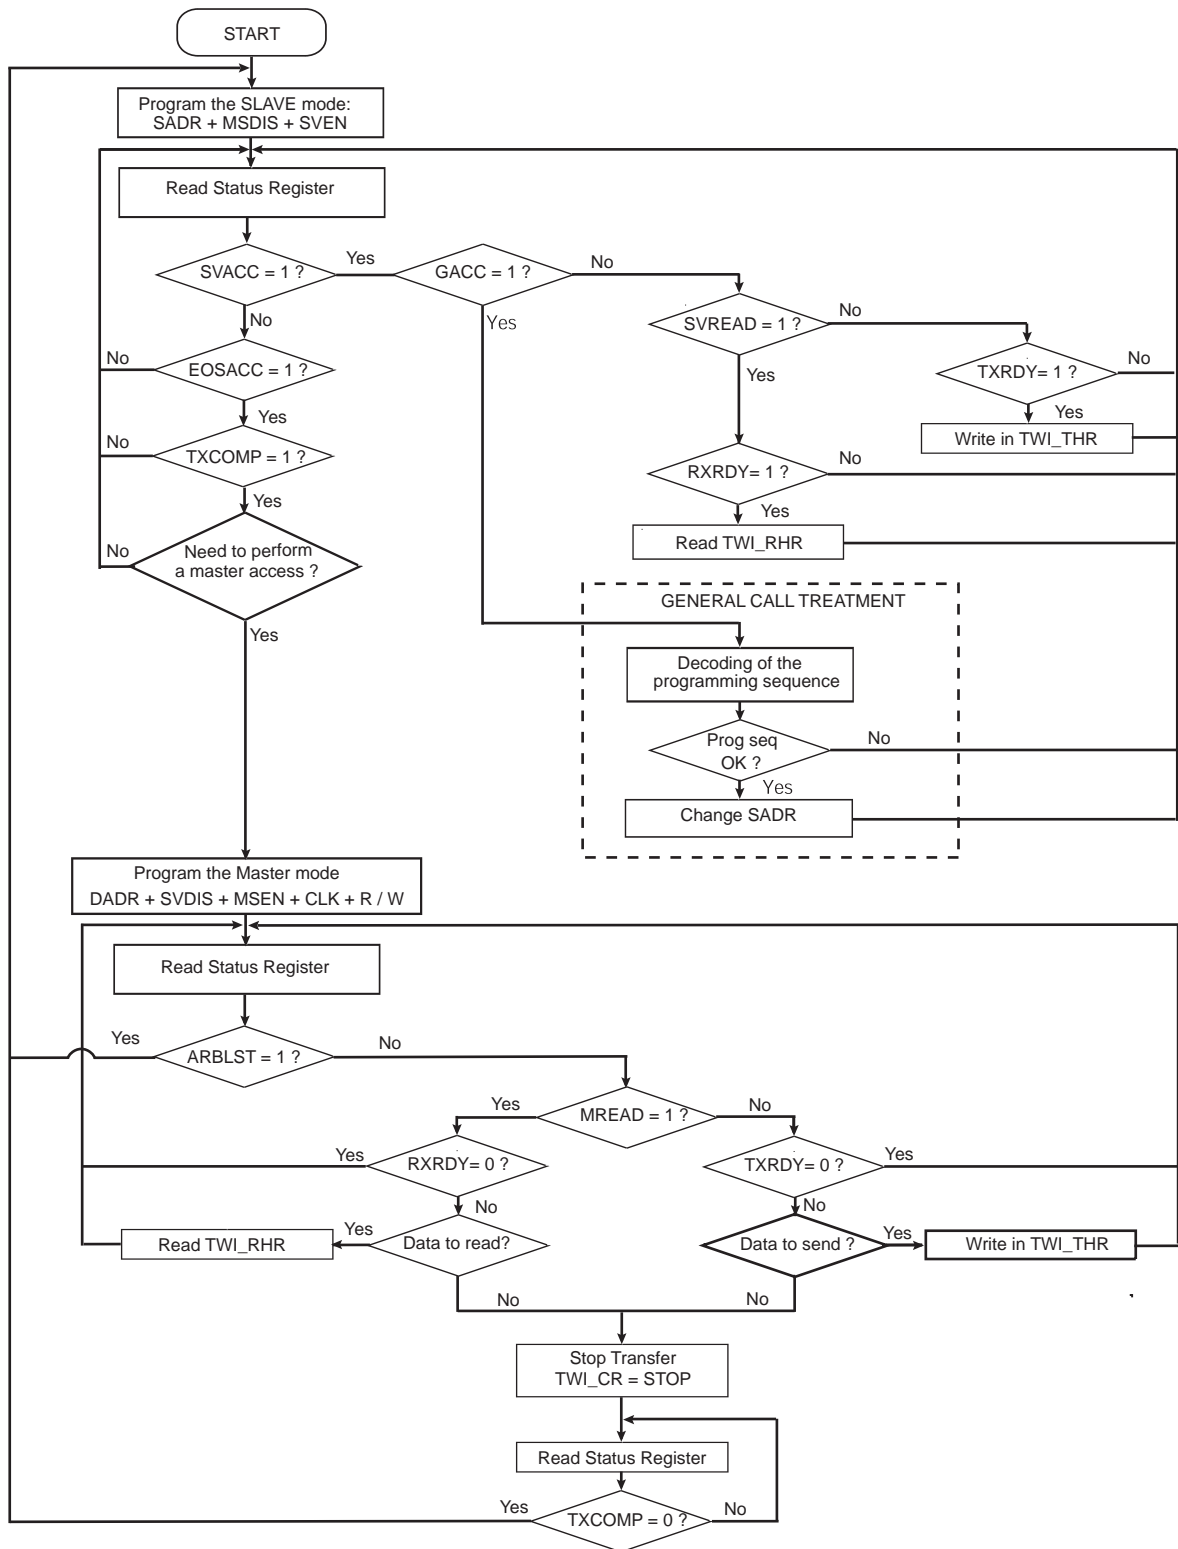 START
Program the SLAVE mode:
SADR + MSDIS + SVEN
Read Status Register
SVACC = 1 ?
Yes
GACC = 1 ?
No
No
Yes
SVREAD = 1 ?
No
Yes
No
EOSACC = 1 ?
Yes
TXRDY= 1 ?
No
Yes
Write in TWI_THR
No
TXCOMP = 1 ?
Yes
RXRDY= 1 ?
No
Yes
Read TWI_RHR
No
Need to perform
a master access ?
Yes
GENERAL CALL TREATMENT
Decoding of the
programming sequence
Prog seq
OK ?
No
Yes
Change SADR
Program the Master mode
DADR + SVDIS + MSEN + CLK + R / W
Read Status Register
Yes
ARBLST = 1 ?
No
Yes
MREAD = 1 ?
No
Yes
RXRDY= 0 ?
No
TXRDY= 0 ?
Yes
No
Read TWI_RHR
Yes
Data to read?
No
Data to send ?
Yes
Write in TWI_THR
No
Stop Transfer
TWI_CR = STOP
Read Status Register
Yes
TXCOMP = 0 ?
No